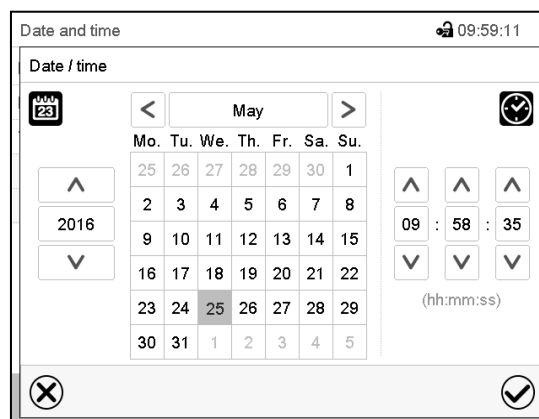 Date and time 09:59:11
Date / time
23
< May >
Mo. Tu. We. Th. Fr. Sa. Su.
25 26 27 28 29 30 1
2 3 4 5 6 7 8
2016
09 : 58 : 35
9 10 11 12 13 14 15
16 17 18 19 20 21 22
(hh:mm:ss)
23 24 25 26 27 28 29
30 31 1 2 3 4 5